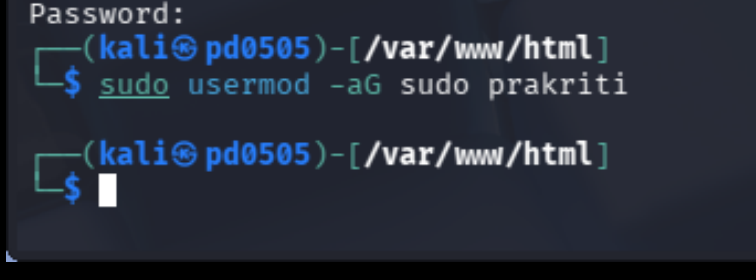 Password:
┌──(kali㉿pd0505)-[/var/www/html]
└─$ sudo usermod -aG sudo prakriti
┌──(kali㉿pd0505)-[/var/www/html]
└─$